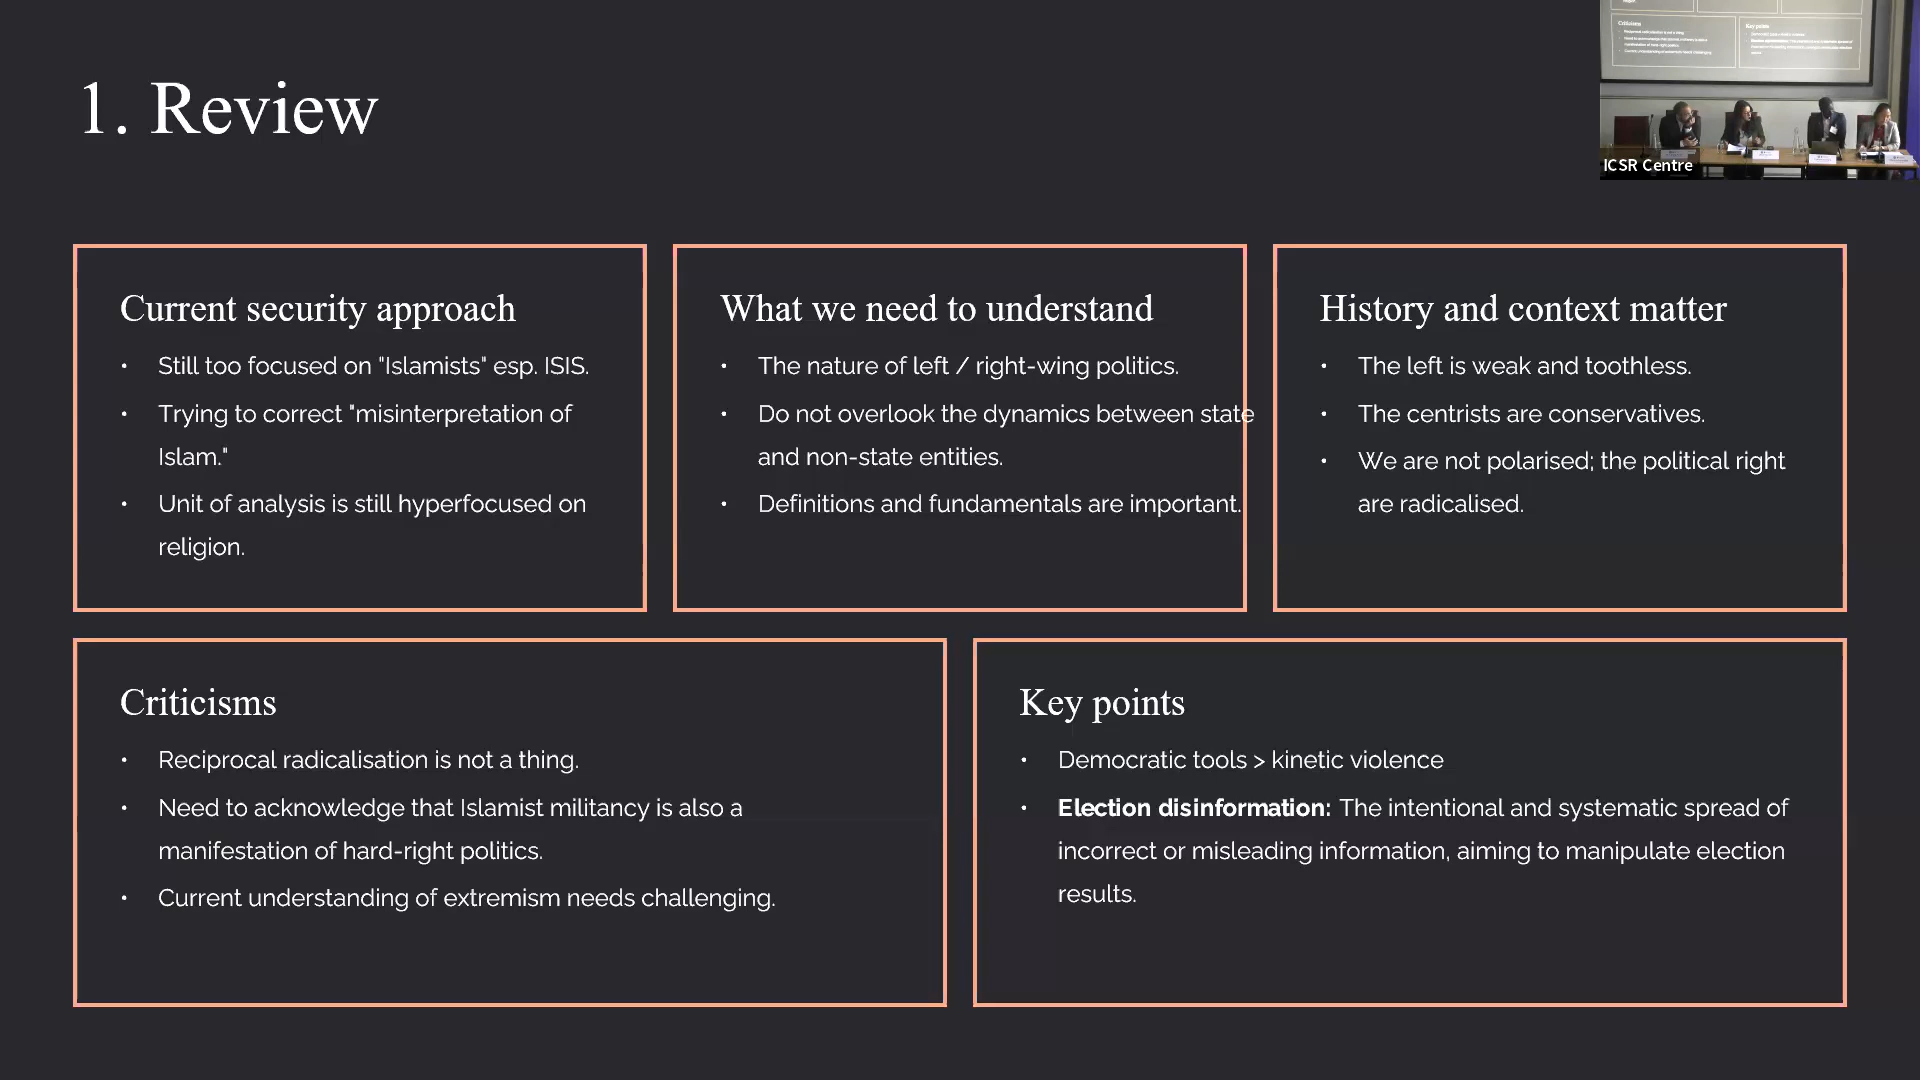 1. Review
Current security approach
• Still too focused on "Islamists" esp. ISIS.
• Trying to correct "misinterpretation of
Islam."
• Unit of analysis is still hyperfocused on
religion.
What we need to understand
• The nature of left / right-wing politics.
• Do not overlook the dynamics between state
and non-state entities.
• Definitions and fundamentals are important.
History and context matter
• The left is weak and toothless.
• The centrists are conservatives.
• We are not polarised; the political right
are radicalised.
Criticisms
• Reciprocal radicalisation is not a thing.
• Need to acknowledge that Islamist militancy is also a
manifestation of hard-right politics.
• Current understanding of extremism needs challenging.
Key points
• Democratic tools > kinetic violence
• Election disinformation: The intentional and systematic spread of
incorrect or misleading information, aiming to manipulate election
results.
Criticisms
Key points
ICSR Centre